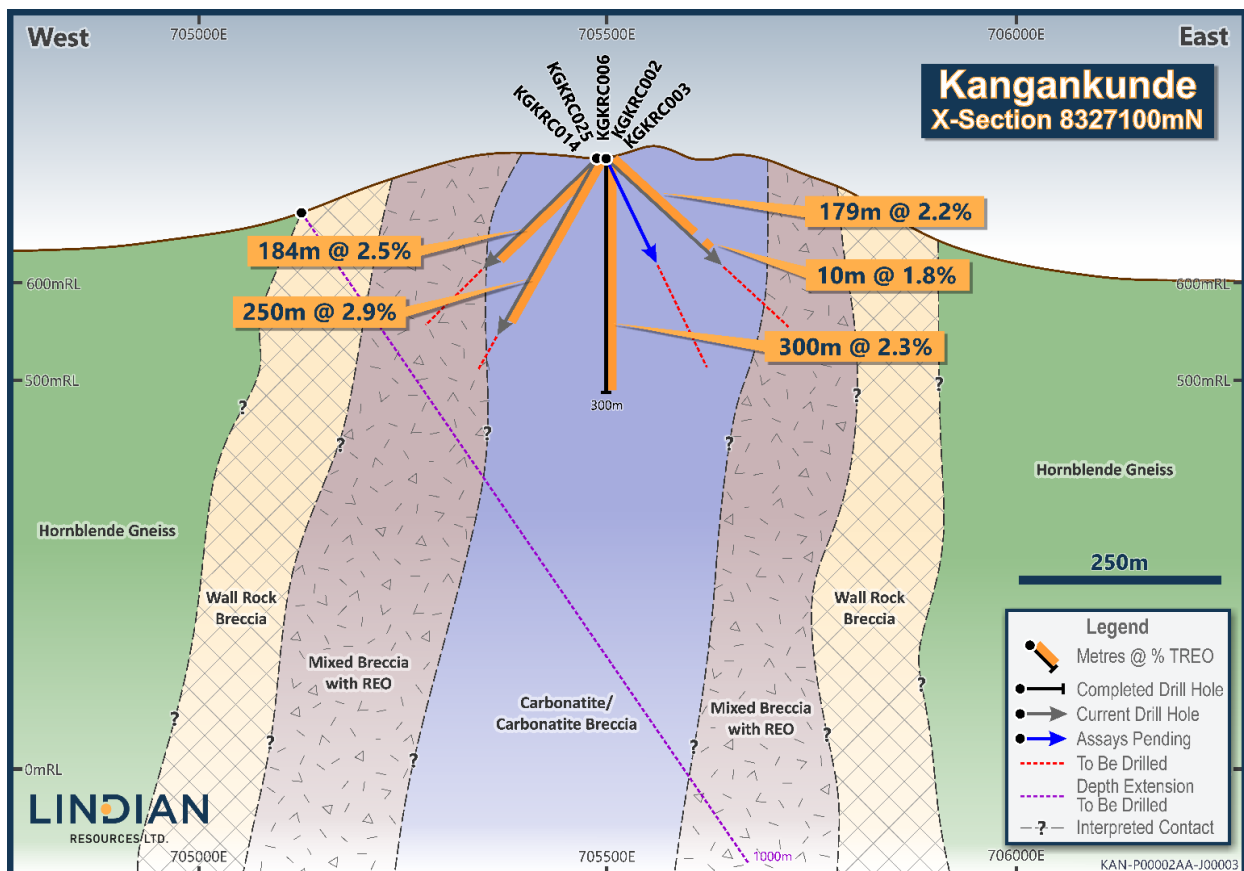 West
705000E
705500E
706000E
East
Kangankunde
X-Section 8327100mN
KGKRC014
KGKRC025
KGKRC006
KGKRC002
KGKRC003
179m @ 2.2%
184m @ 2.5%
10m @ 1.8%
600mRL
600mRL
250m @ 2.9%
300m @ 2.3%
500mRL
500mRL
300m
?
?
?
?
?
?
Hornblende Gneiss
Hornblende Gneiss
250m
Wall Rock
Breccia
Wall Rock
Breccia
Mixed Breccia
with REO
Carbonatite/
Carbonatite Breccia
Mixed Breccia
with REO
?
?
?
?
?
?
0mRL
Legend
Metres @ % TREO
Completed Drill Hole
Current Drill Hole
Assays Pending
To Be Drilled
Depth Extension
To Be Drilled
? Interpreted Contact
LINDIAN
RESOURCES LTD.
705000E
705500E
1000m
706000E
KAN-P00002AA-J00003